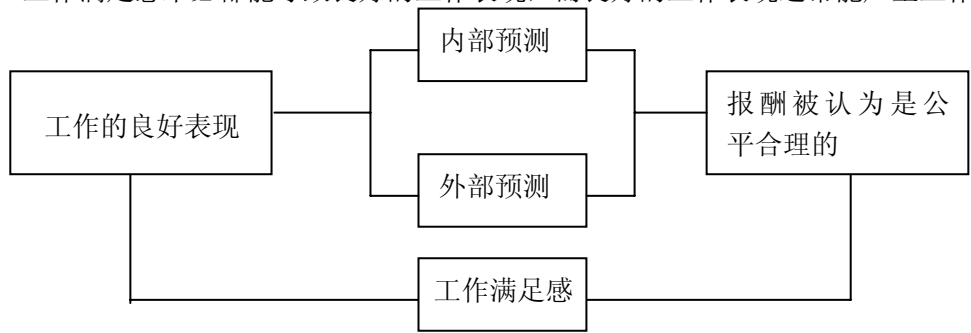 内部预测
工作的良好表现
报酬被认为是公
平合理的
外部预测
工作满足感